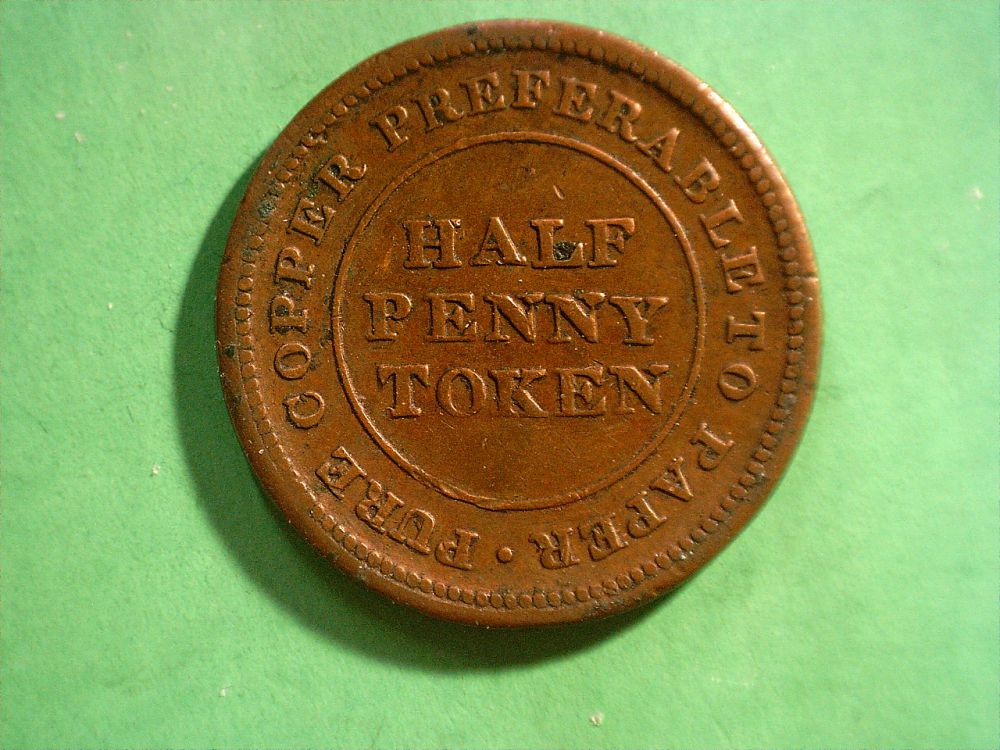 PURE COPPER PREFERABLE TO PAPER ·
HALF
PENNY
TOKEN